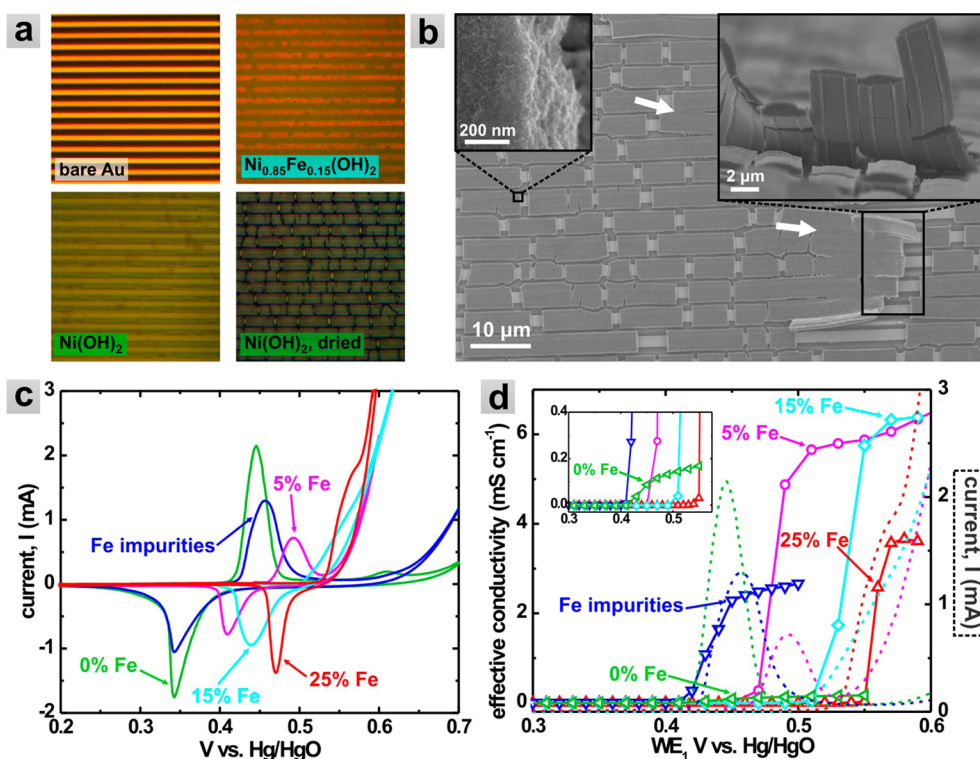 a
bare Au
Ni0.85Fe0.15(OH)2
Ni(OH)2
Ni(OH)2, dried
b
200 nm
2 μm
10 μm
c
current, I (mA)
3
2
1
0
-1
-2
0.2 0.3 0.4 0.5 0.6 0.7
V vs. Hg/HgO
5% Fe
Fe impurities
0% Fe
15% Fe
25% Fe
d
effective conductivity (mS cm-1)
6
4
2
0
0.3 0.4 0.5 0.6
WE1 V vs. Hg/HgO
3
2
1
0
current, I (mA)
15% Fe
5% Fe
25% Fe
Fe impurities
0% Fe
0.4
0.2
0.0
0.3 0.4 0.5
0% Fe